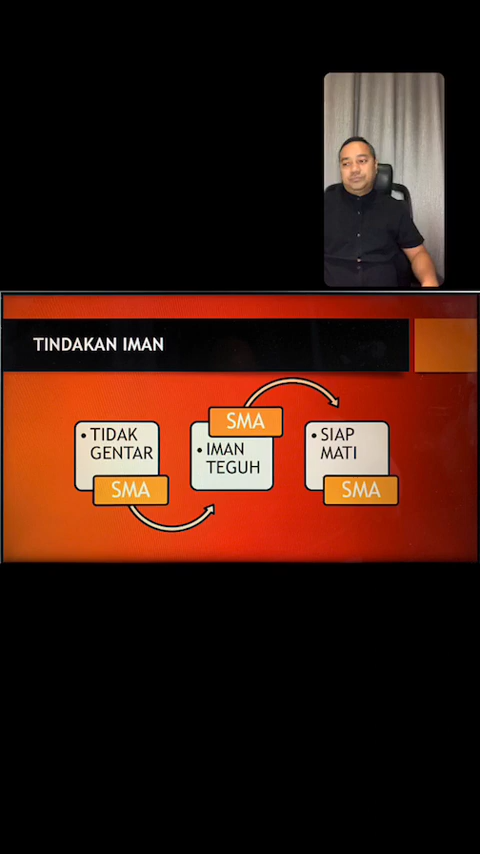 TINDAKAN IMAN
• TIDAK
GENTAR
SMA
SMA
• IMAN
TEGUH
• SIAP
MATI
SMA